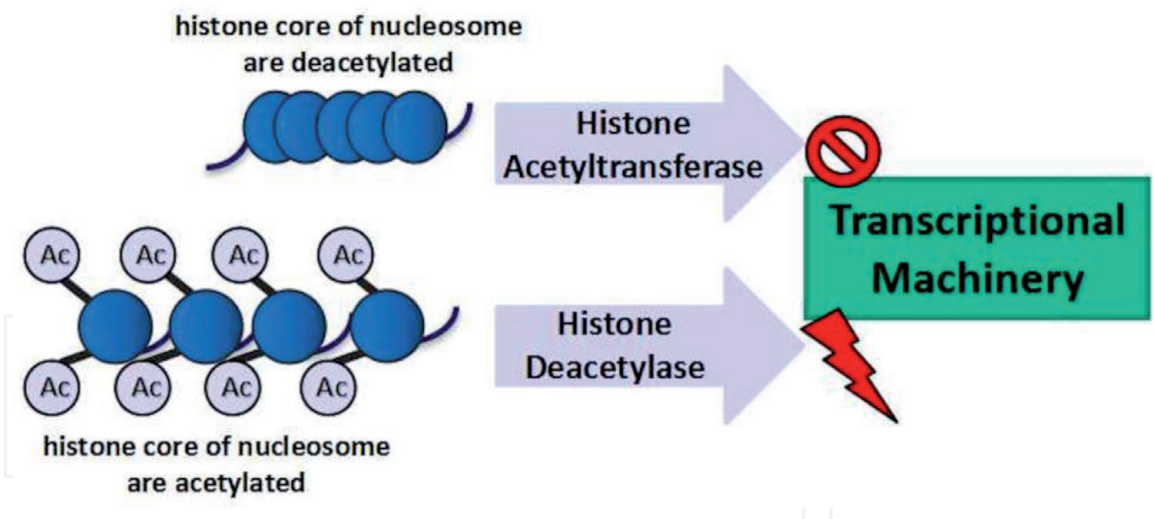 histone core of nucleosome
are deacetylated
Histone
Acetyltransferase
Transcriptional
Machinery
Ac Ac Ac Ac
Histone
Deacetylase
Ac Ac Ac Ac
histone core of nucleosome
are acetylated